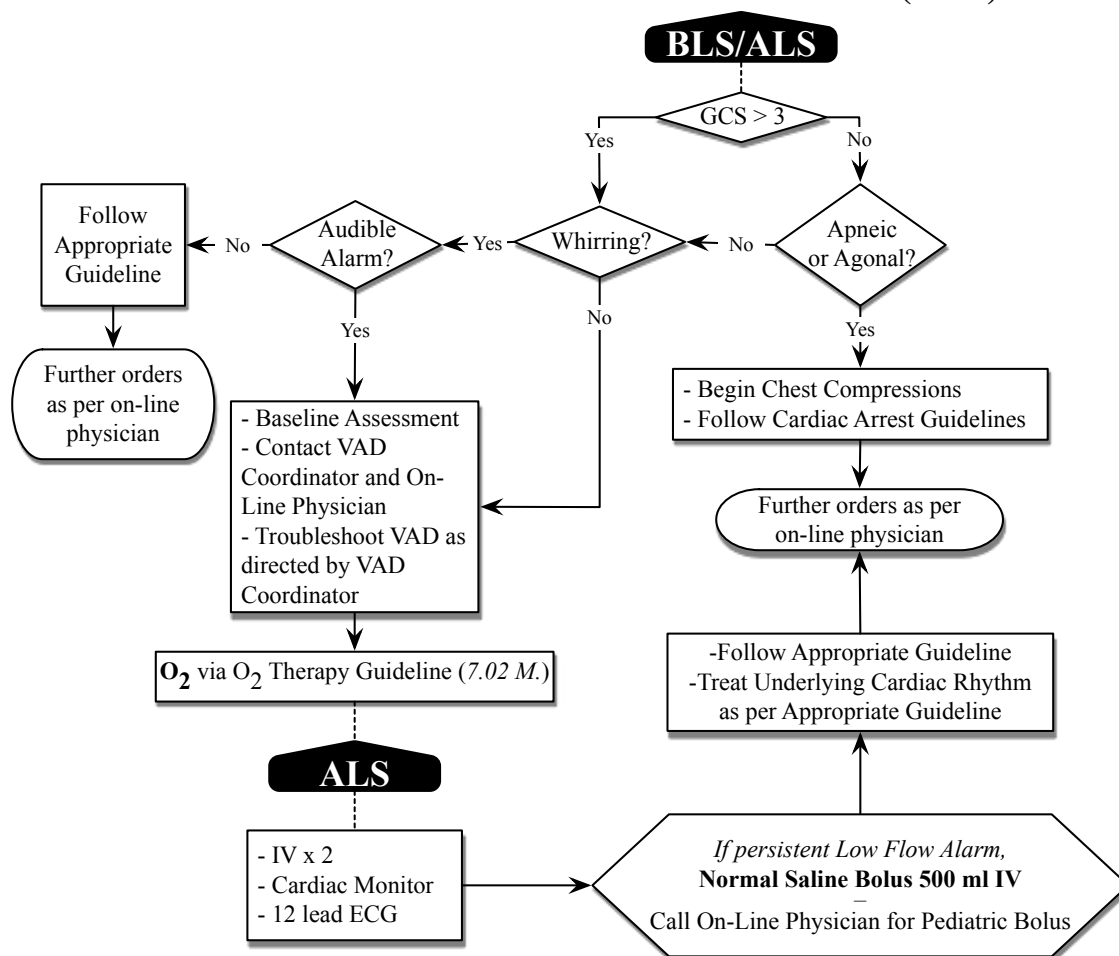 BLS/ALS
GCS > 3
Yes
No
Follow
Appropriate
Guideline
No
Audible
Alarm?
Yes
Whirring?
No
Apneic
or Agonal?
Yes
No
Yes
Further orders
as per on-line
physician
- Baseline Assessment
- Contact VAD
Coordinator and On-
Line Physician
- Troubleshoot VAD as
directed by VAD
Coordinator
- Begin Chest Compressions
- Follow Cardiac Arrest Guidelines
Further orders as per
on-line physician
O2 via O2 Therapy Guideline (7.02 M.)
-Follow Appropriate Guideline
-Treat Underlying Cardiac Rhythm
as per Appropriate Guideline
ALS
- IV x 2
- Cardiac Monitor
- 12 lead ECG
If persistent Low Flow Alarm,
Normal Saline Bolus 500 ml IV
–
Call On-Line Physician for Pediatric Bolus